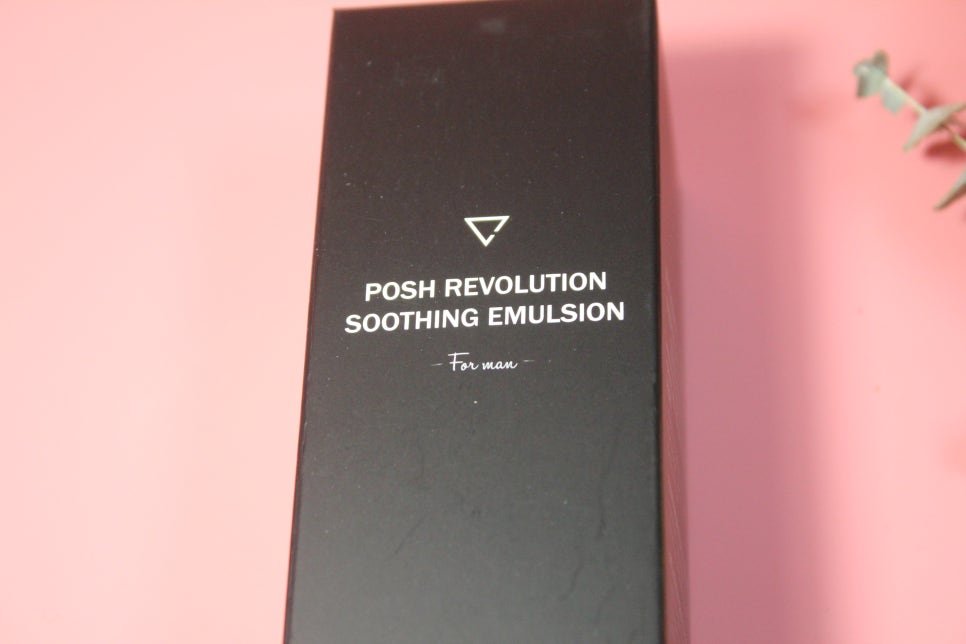 POSH REVOLUTION
SOOTHING EMULSION
- For man -